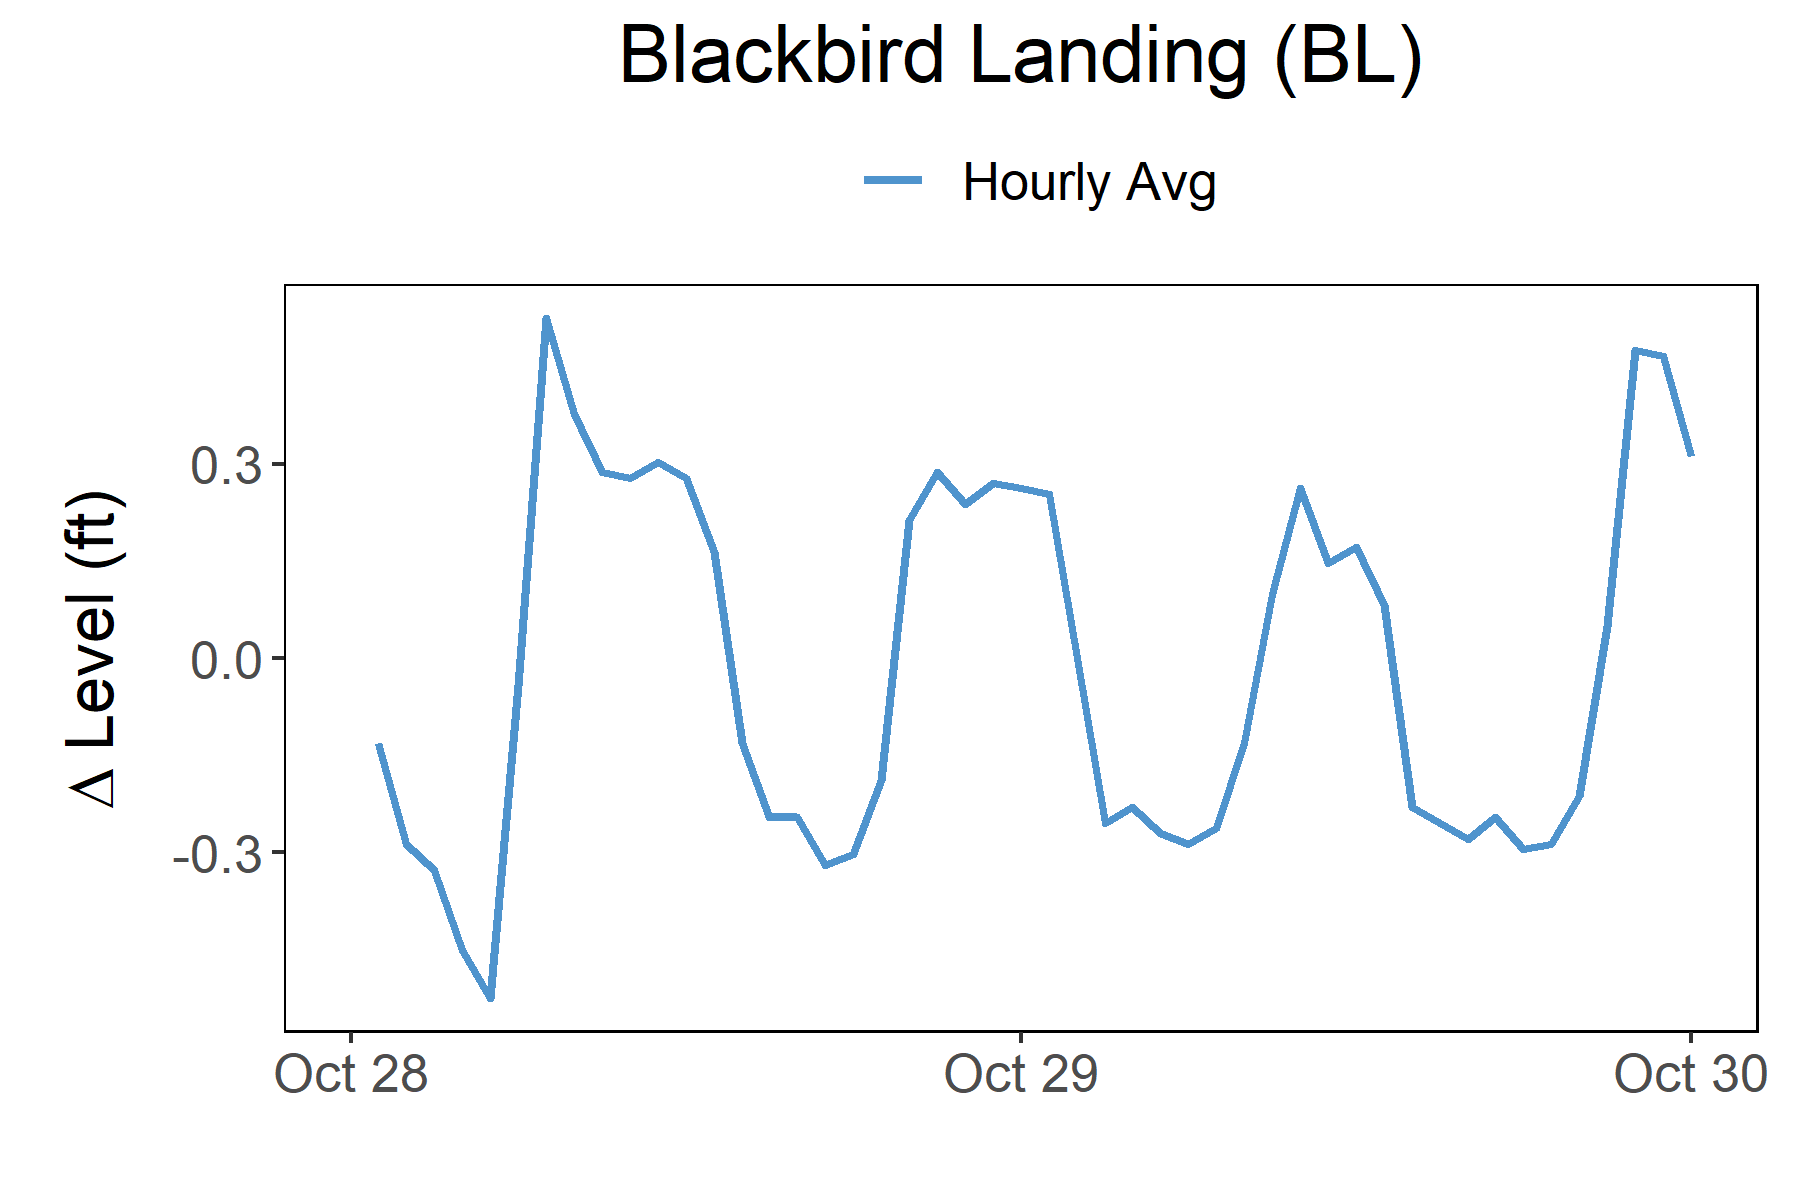 Blackbird Landing (BL)
Hourly Avg
Δ Level (ft)
0.3
0.0
-0.3
Oct 28
Oct 29
Oct 30